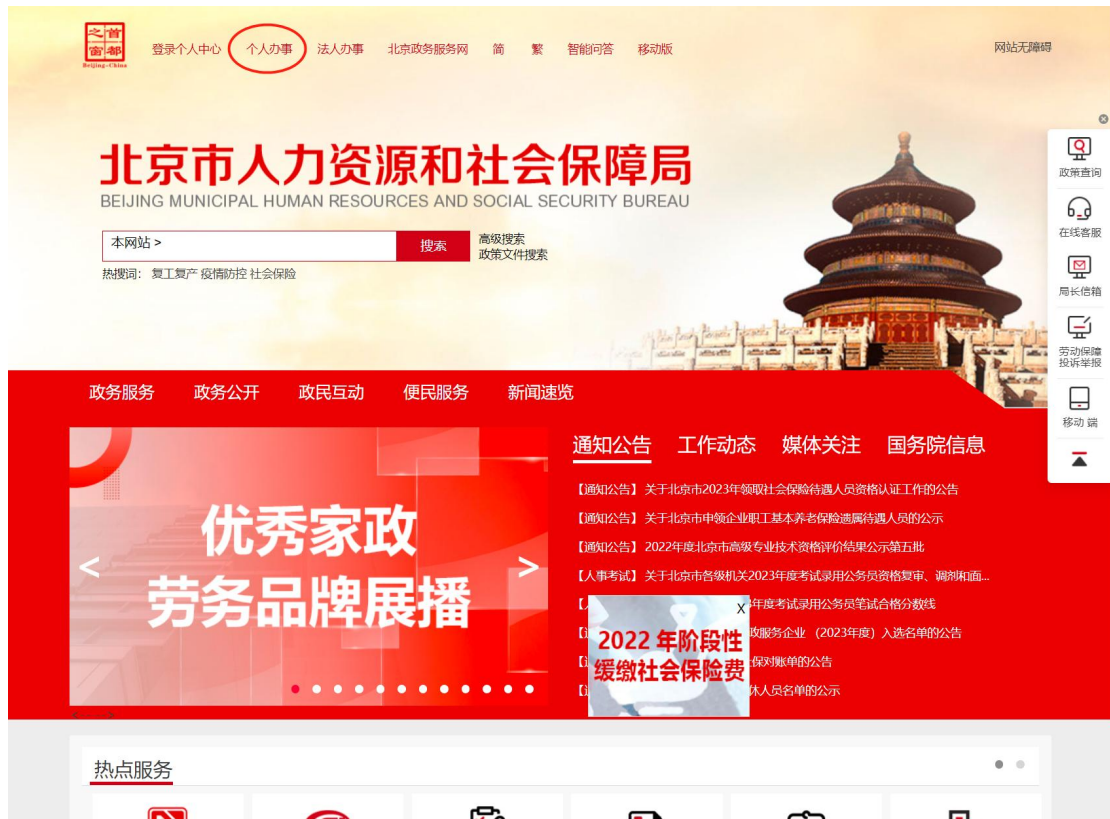 首都之窗
Beijing-China
登录个人中心 个人办事 法人办事 北京政务服务网 简 繁 智能问答 移动版 网站无障碍
北京市人力资源和社会保障局
BEIJING MUNICIPAL HUMAN RESOURCES AND SOCIAL SECURITY BUREAU
本网站 > 搜索 高级搜索
政策文件搜索
热搜词： 复工复产 疫情防控 社会保险
政策查询
在线客服
局长信箱
劳动保障
投诉举报
移动 端
政务服务 政务公开 政民互动 便民服务 新闻速览
优秀家政
劳务品牌展播
< >
通知公告 工作动态 媒体关注 国务院信息
【通知公告】关于北京市2023年领取社会保险待遇人员资格认证工作的公告
【通知公告】关于北京市申领企业职工基本养老保险遗属待遇人员的公示
【通知公告】2022年度北京市高级专业技术资格评价结果公示第五批
【人事考试】关于北京市各级机关2023年度考试录用公务员资格复审、调剂和面...
年度考试录用公务员笔试合格分数线
政服务企业 （2023年度）入选名单的公告
保对账单的公告
休人员名单的公示
X
2022 年阶段性
缓缴社会保险费
< >
热点服务